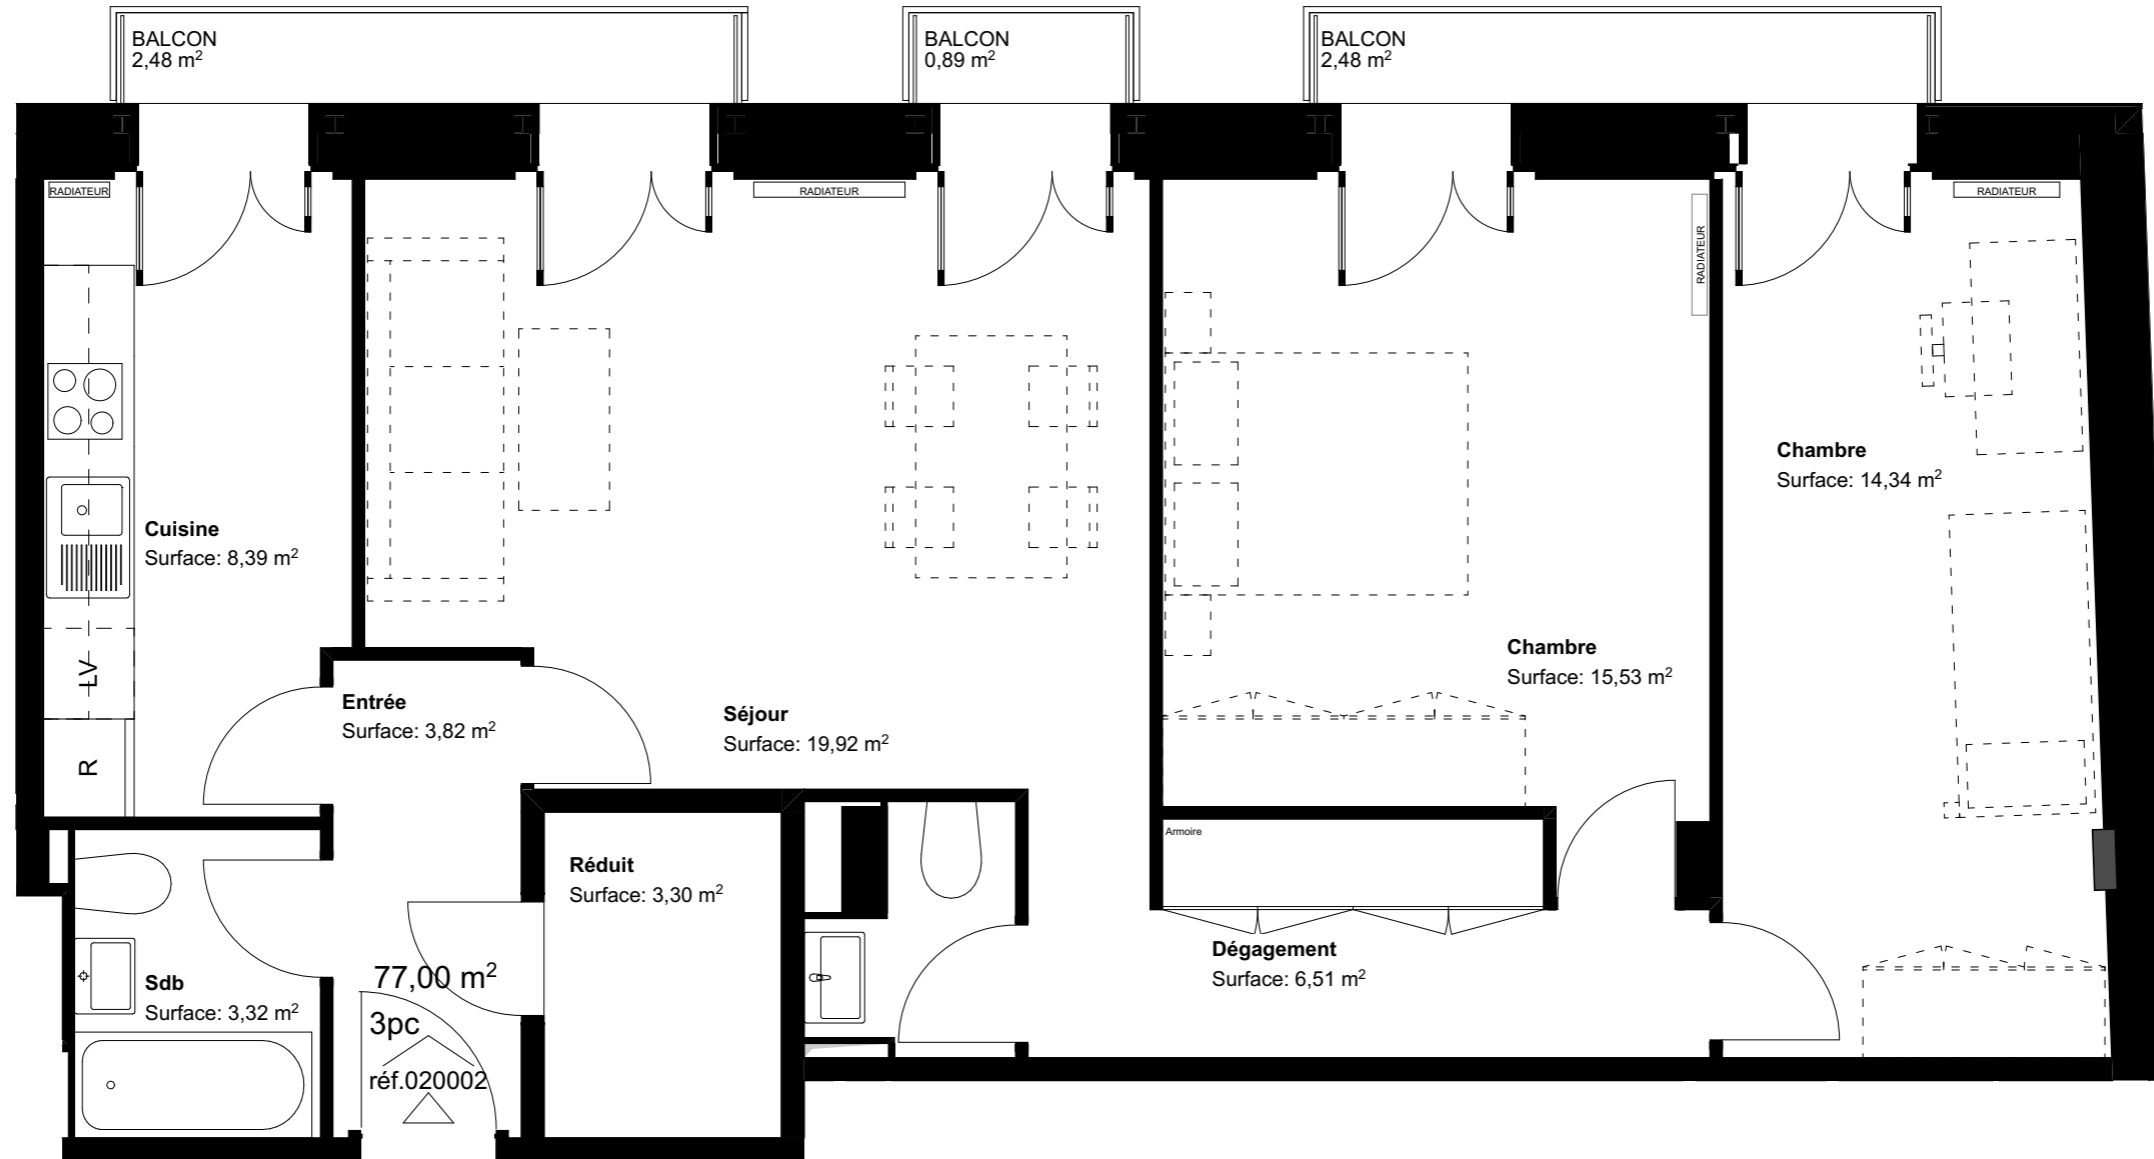 BALCON
2,48 m²
BALCON
0,89 m²
BALCON
2,48 m²
RADIATEUR
RADIATEUR
RADIATEUR
RADIATEUR
Chambre
Surface: 14,34 m²
Cuisine
Surface: 8,39 m²
Chambre
Surface: 15,53 m²
LV
Entrée
Surface: 3,82 m²
Séjour
Surface: 19,92 m²
R
Armoire
Réduit
Surface: 3,30 m²
Dégagement
Surface: 6,51 m²
Sdb
Surface: 3,32 m²
77,00 m²
3pc
réf.020002